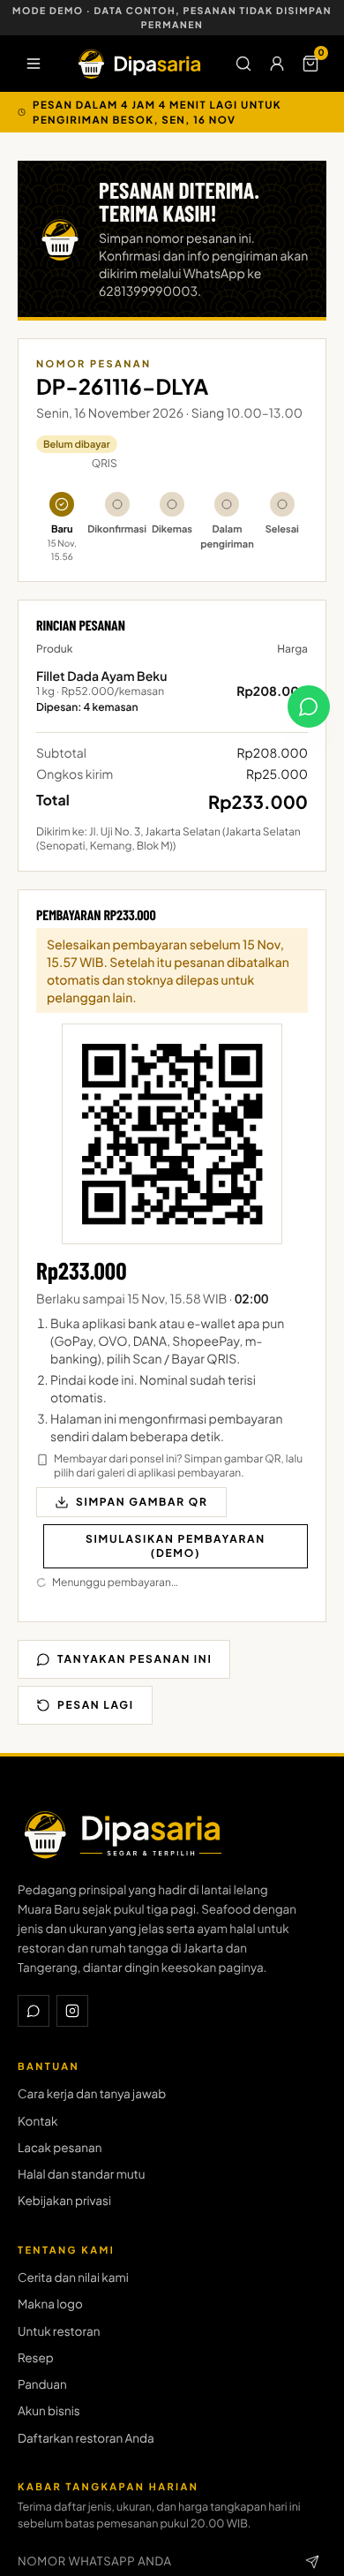 MODE DEMO · DATA CONTOH, PESANAN TIDAK DISIMPAN
PERMANEN
Dipasaria
0
PESAN DALAM 4 JAM 4 MENIT LAGI UNTUK
PENGIRIMAN BESOK, SEN, 16 NOV
PESANAN DITERIMA.
TERIMA KASIH!
Simpan nomor pesanan ini.
Konfirmasi dan info pengiriman akan
dikirim melalui WhatsApp ke
6281399990003.
NOMOR PESANAN
DP-261116-DLYA
Senin, 16 November 2026 · Siang 10.00–13.00
Belum dibayar
QRIS
Baru
Dikonfirmasi
Dikemas
Dalam
pengiriman
Selesai
15 Nov,
15.56
RINCIAN PESANAN
Produk Harga
Fillet Dada Ayam Beku
1 kg · Rp52.000/kemasan
Dipesan: 4 kemasan
Subtotal Rp208.000
Ongkos kirim Rp25.000
Total Rp233.000
Dikirim ke: Jl. Uji No. 3, Jakarta Selatan (Jakarta Selatan
(Senopati, Kemang, Blok M))
PEMBAYARAN RP233.000
Selesaikan pembayaran sebelum 15 Nov,
15.57 WIB. Setelah itu pesanan dibatalkan
otomatis dan stoknya dilepas untuk
pelanggan lain.
Rp233.000
Berlaku sampai 15 Nov, 15.58 WIB · 02:00
1. Buka aplikasi bank atau e-wallet apa pun
(GoPay, OVO, DANA, ShopeePay, m-
banking), pilih Scan / Bayar QRIS.
2. Pindai kode ini. Nominal sudah terisi
otomatis.
3. Halaman ini mengonfirmasi pembayaran
sendiri dalam beberapa detik.
Membayar dari ponsel ini? Simpan gambar QR, lalu
pilih dari galeri di aplikasi pembayaran.
SIMPAN GAMBAR QR
SIMULASIKAN PEMBAYARAN
(DEMO)
Menunggu pembayaran…
TANYAKAN PESANAN INI
PESAN LAGI
Dipasaria
SEGAR & TERPILIH
Pedagang prinsipal yang hadir di lantai lelang
Muara Baru sejak pukul tiga pagi. Seafood dengan
jenis dan ukuran yang jelas serta ayam halal untuk
restoran dan rumah tangga di Jakarta dan
Tangerang, diantar dingin keesokan paginya.
BANTUAN
Cara kerja dan tanya jawab
Kontak
Lacak pesanan
Halal dan standar mutu
Kebijakan privasi
TENTANG KAMI
Cerita dan nilai kami
Makna logo
Untuk restoran
Resep
Panduan
Akun bisnis
Daftarkan restoran Anda
KABAR TANGKAPAN HARIAN
Terima daftar jenis, ukuran, dan harga tangkapan hari ini
sebelum batas pemesanan pukul 20.00 WIB.
NOMOR WHATSAPP ANDA